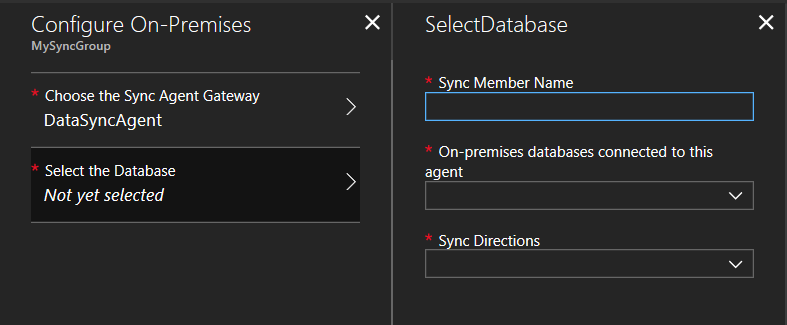 Configure On-Premises
MySyncGroup
* Choose the Sync Agent Gateway
DataSyncAgent
* Select the Database
Not yet selected
SelectDatabase
* Sync Member Name
* On-premises databases connected to this
agent
* Sync Directions